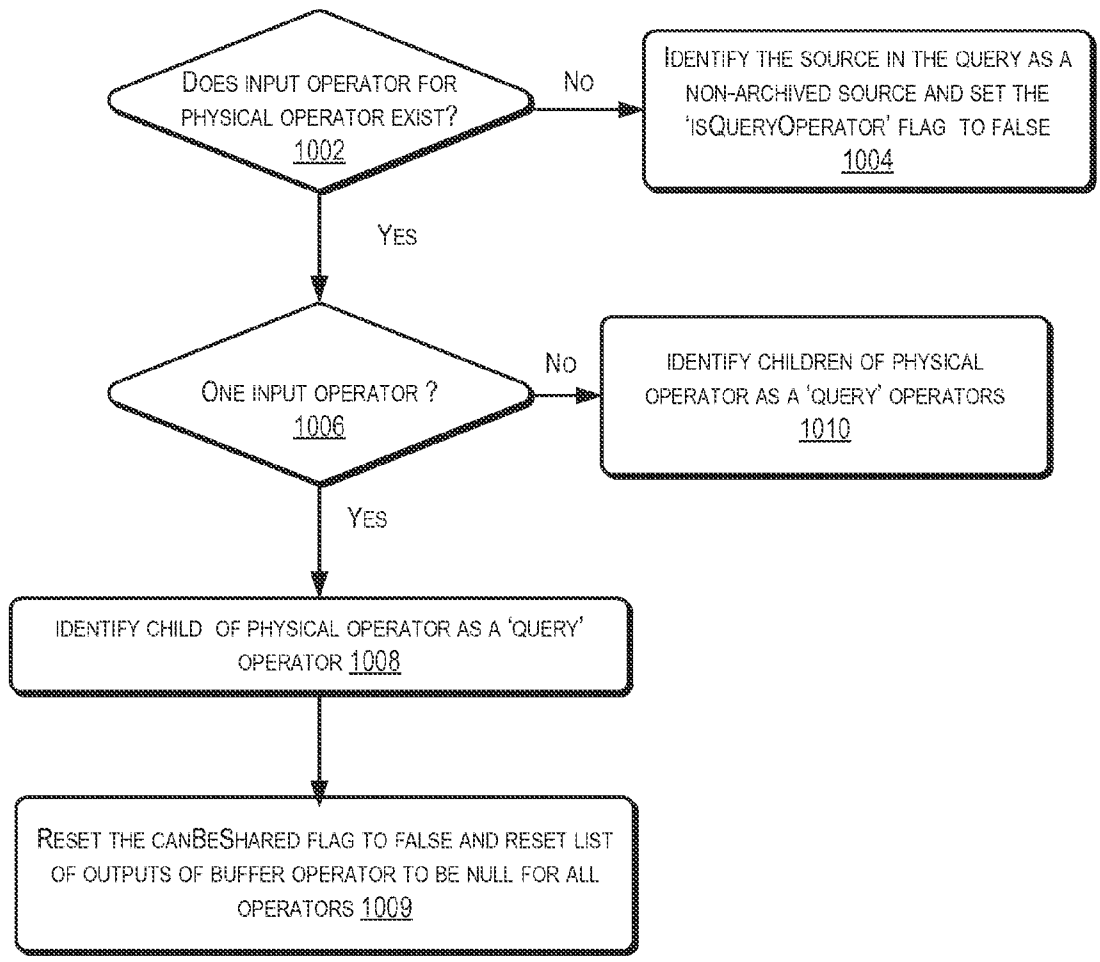 DOES INPUT OPERATOR FOR
PHYSICAL OPERATOR EXIST?
1002
NO
IDENTIFY THE SOURCE IN THE QUERY AS A
NON-ARCHIVED SOURCE AND SET THE
'ISQUERYOPERATOR' FLAG TO FALSE
1004
YES
ONE INPUT OPERATOR ?
1006
NO
IDENTIFY CHILDREN OF PHYSICAL
OPERATOR AS A 'QUERY' OPERATORS
1010
YES
IDENTIFY CHILD OF PHYSICAL OPERATOR AS A 'QUERY'
OPERATOR 1008
RESET THE CANBESHARED FLAG TO FALSE AND RESET LIST
OF OUTPUTS OF BUFFER OPERATOR TO BE NULL FOR ALL
OPERATORS 1009